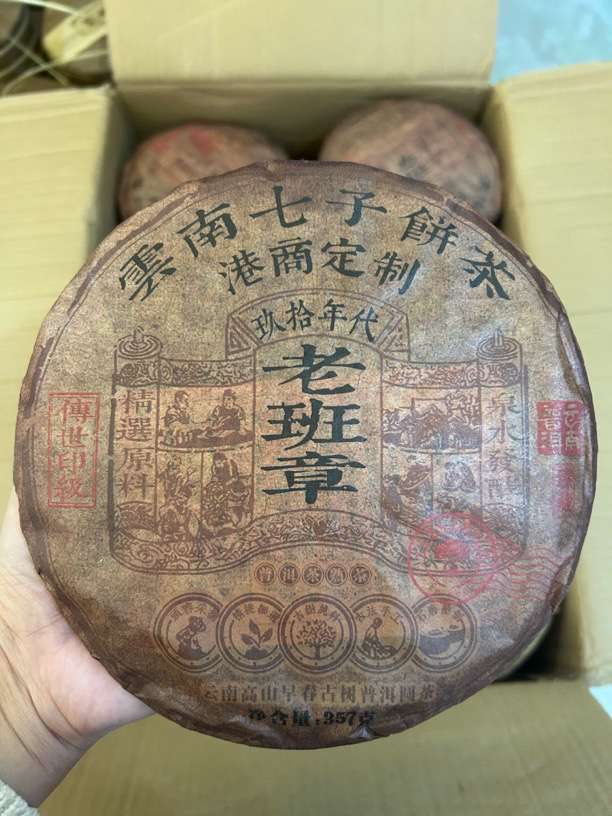 雲南七子餅茶
港商定制
玖拾年代
老班章
傳世印級
精選原料
泉水發酵
普洱茶熟茶
云南高山早春古树普洱圆茶
净含量:357克